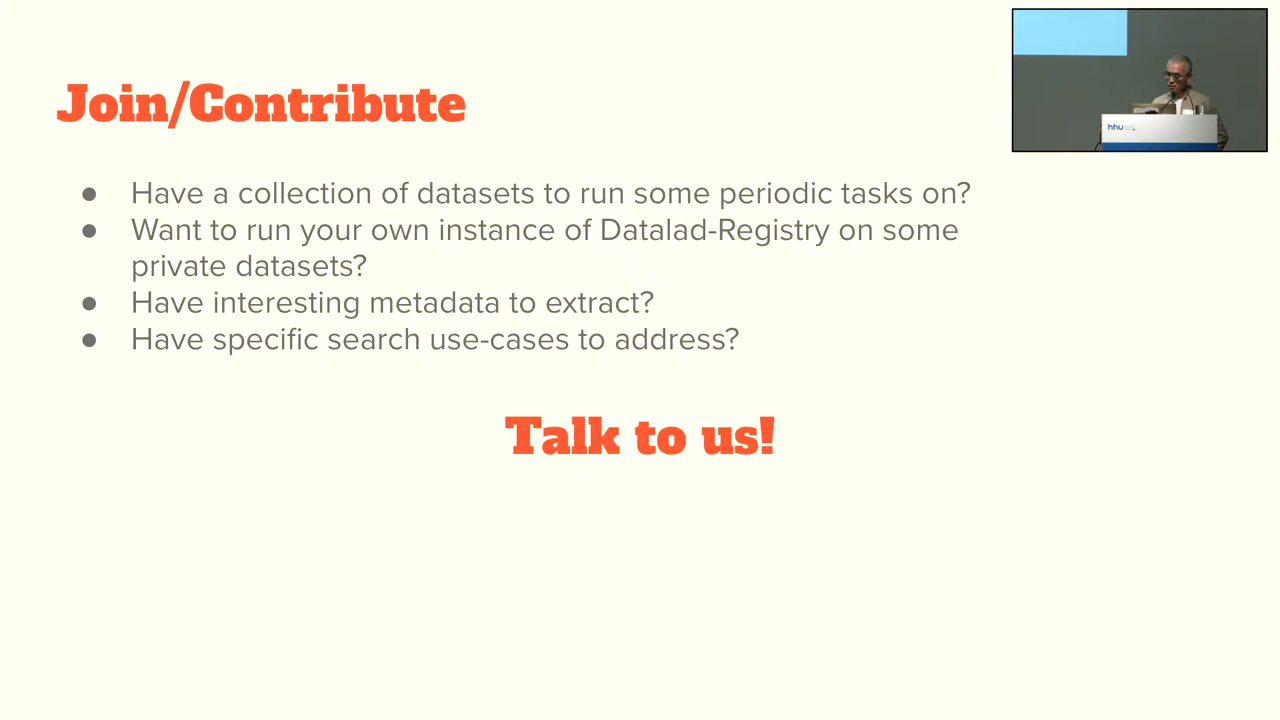 Join/Contribute
● Have a collection of datasets to run some periodic tasks on?
● Want to run your own instance of Datalad-Registry on some
private datasets?
● Have interesting metadata to extract?
● Have specific search use-cases to address?
Talk to us!
hhu